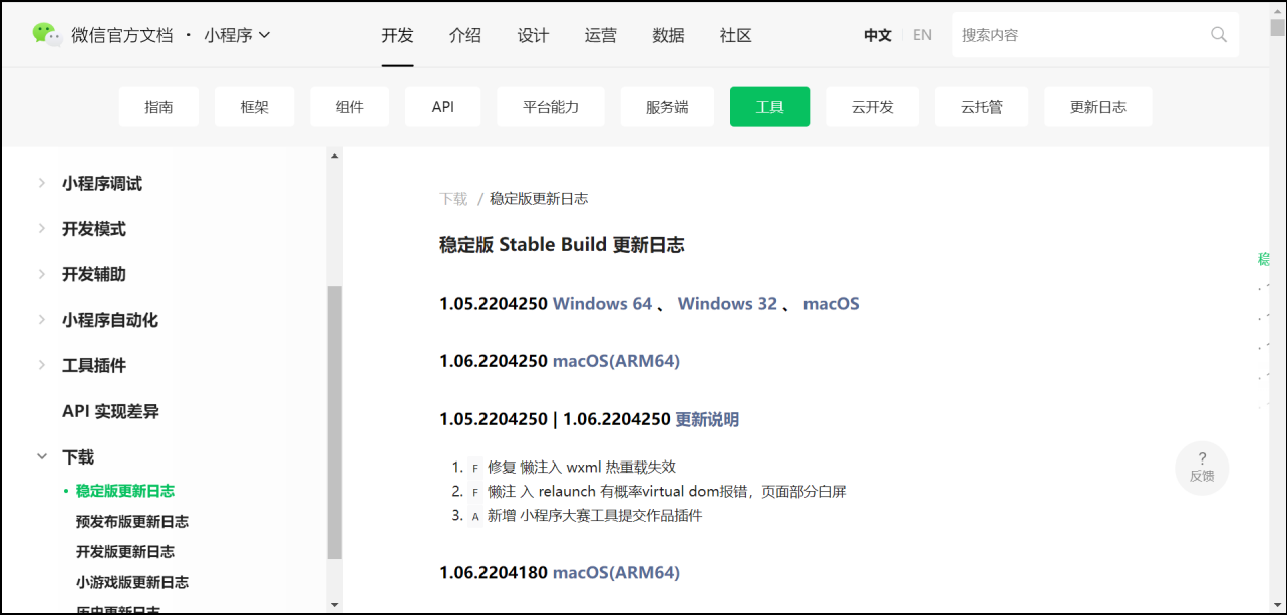 微信官方文档 · 小程序
开发 介绍 设计 运营 数据 社区
中文 EN 搜索内容
指南 框架 组件 API 平台能力 服务端 工具 云开发 云托管 更新日志
小程序调试
开发模式
开发辅助
小程序自动化
工具插件
API 实现差异
下载
稳定版更新日志
预发布版更新日志
开发版更新日志
小游戏版更新日志
历史更新日志
下载 / 稳定版更新日志
稳定版 Stable Build 更新日志
1.05.2204250 Windows 64 、 Windows 32 、 macOS
1.06.2204250 macOS(ARM64)
1.05.2204250 | 1.06.2204250 更新说明
1. F 修复 懒注入 wxml 热重载失效
2. F 懒注 入 relaunch 有概率virtual dom报错，页面部分白屏
3. A 新增 小程序大赛工具提交作品插件
1.06.2204180 macOS(ARM64)
稳
?
反馈